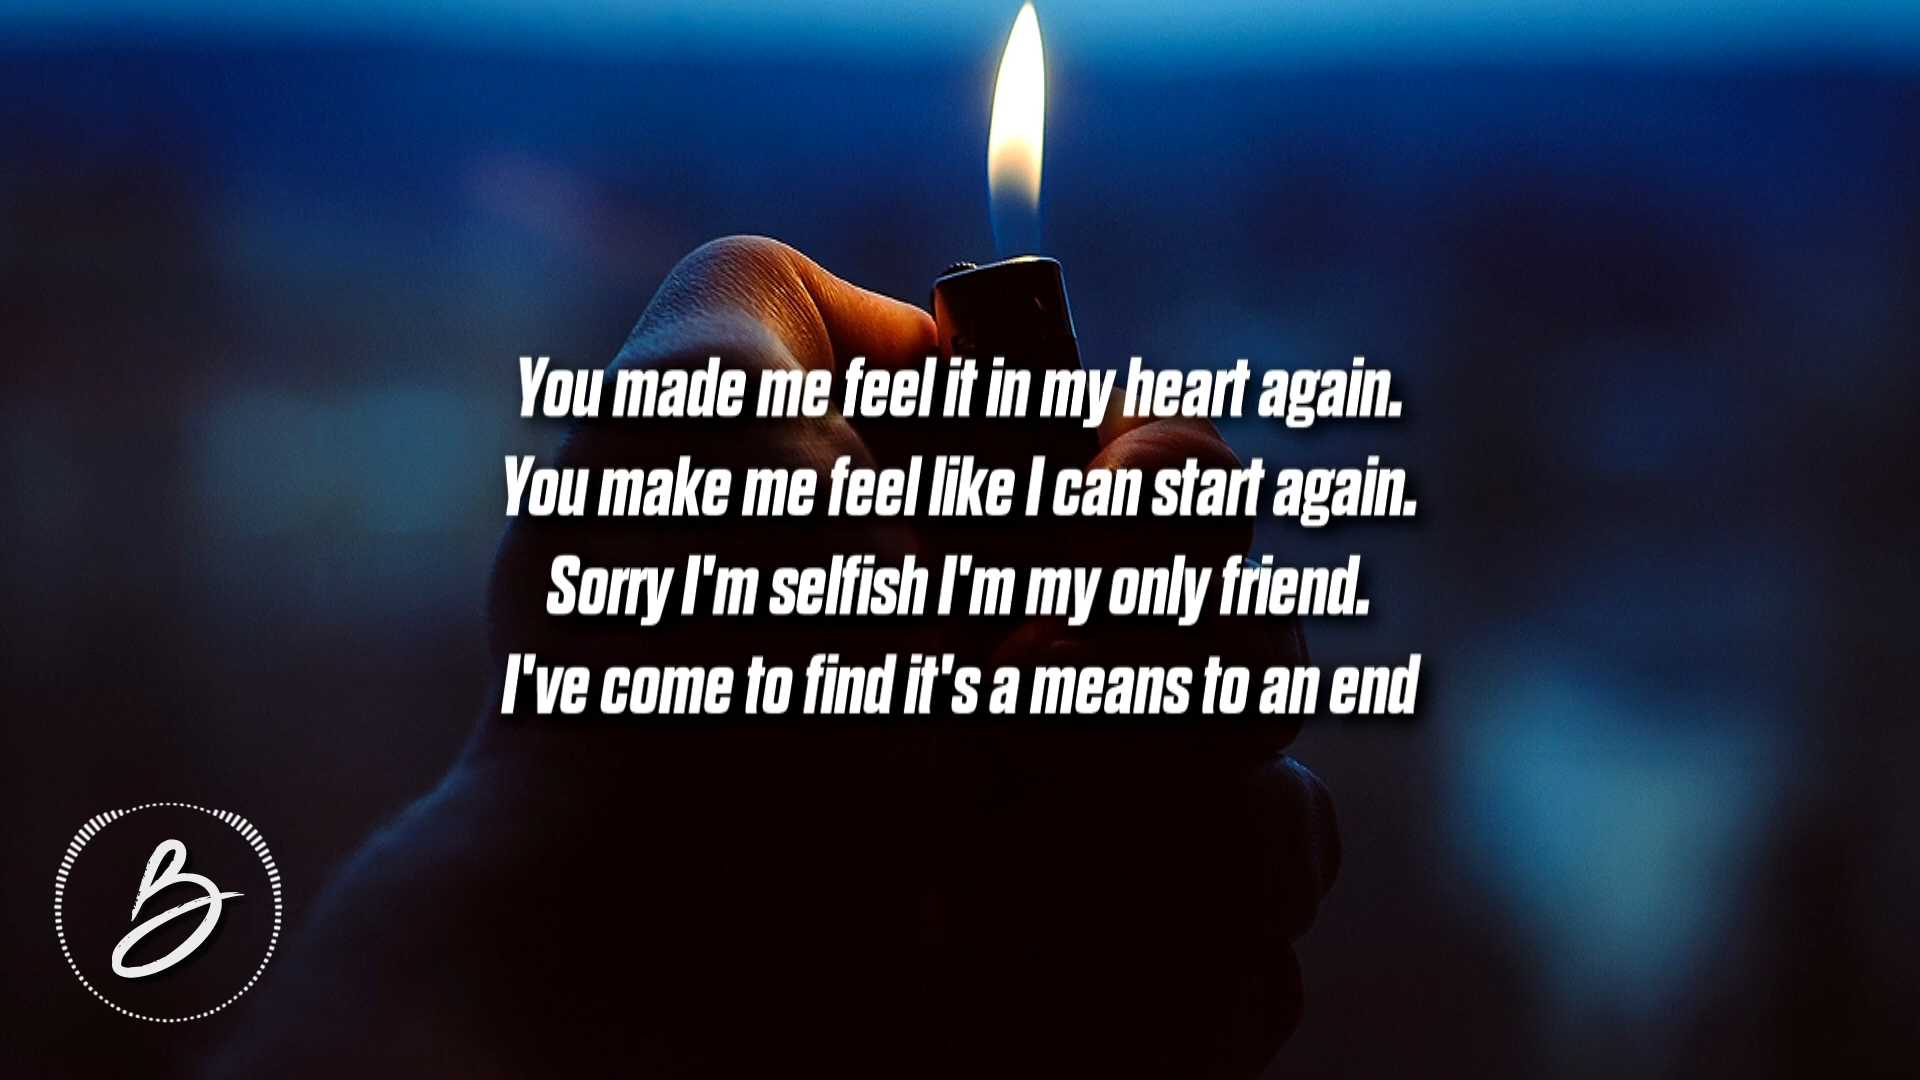 You made me feel it in my heart again.
You make me feel like I can start again.
Sorry I'm selfish I'm my only friend.
I've come to find it's a means to an end
B